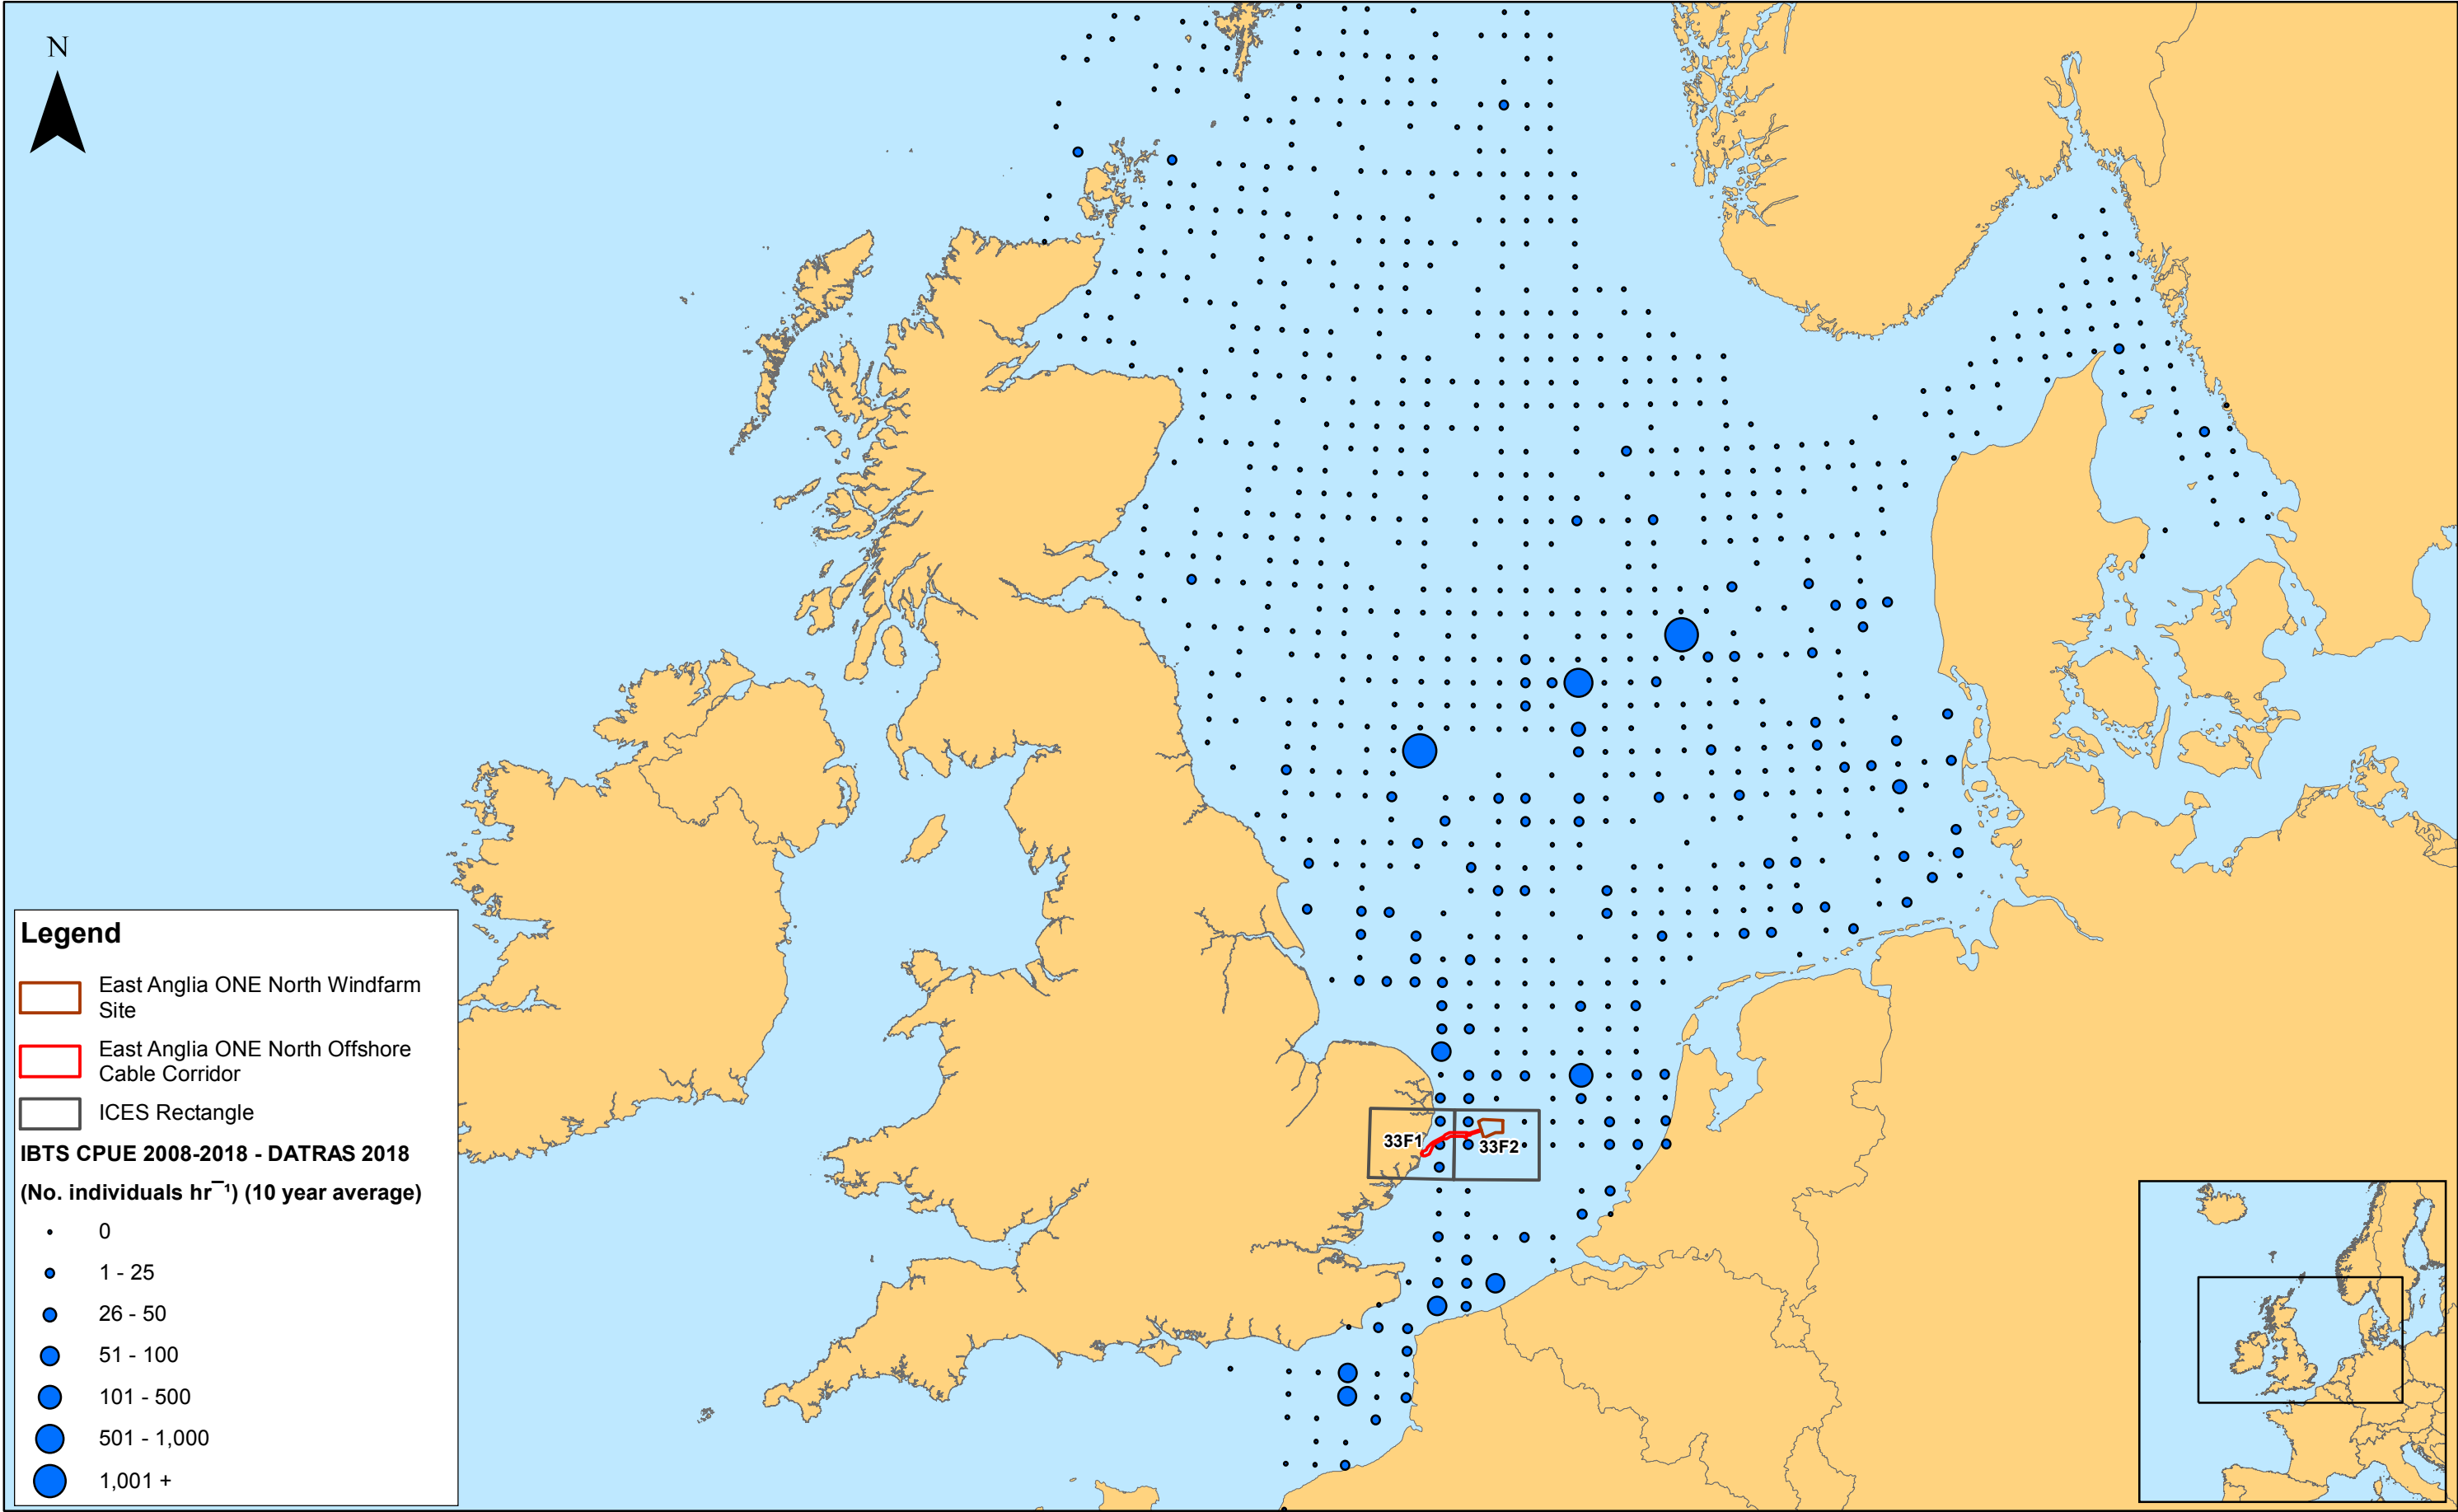 N
33F1
33F2
Legend
East Anglia ONE North Windfarm
Site
East Anglia ONE North Offshore
Cable Corridor
ICES Rectangle
IBTS CPUE 2008-2018 - DATRAS 2018
(No. individuals hr¯¹) (10 year average)
0
1 - 25
26 - 50
51 - 100
101 - 500
501 - 1,000
1,001 +